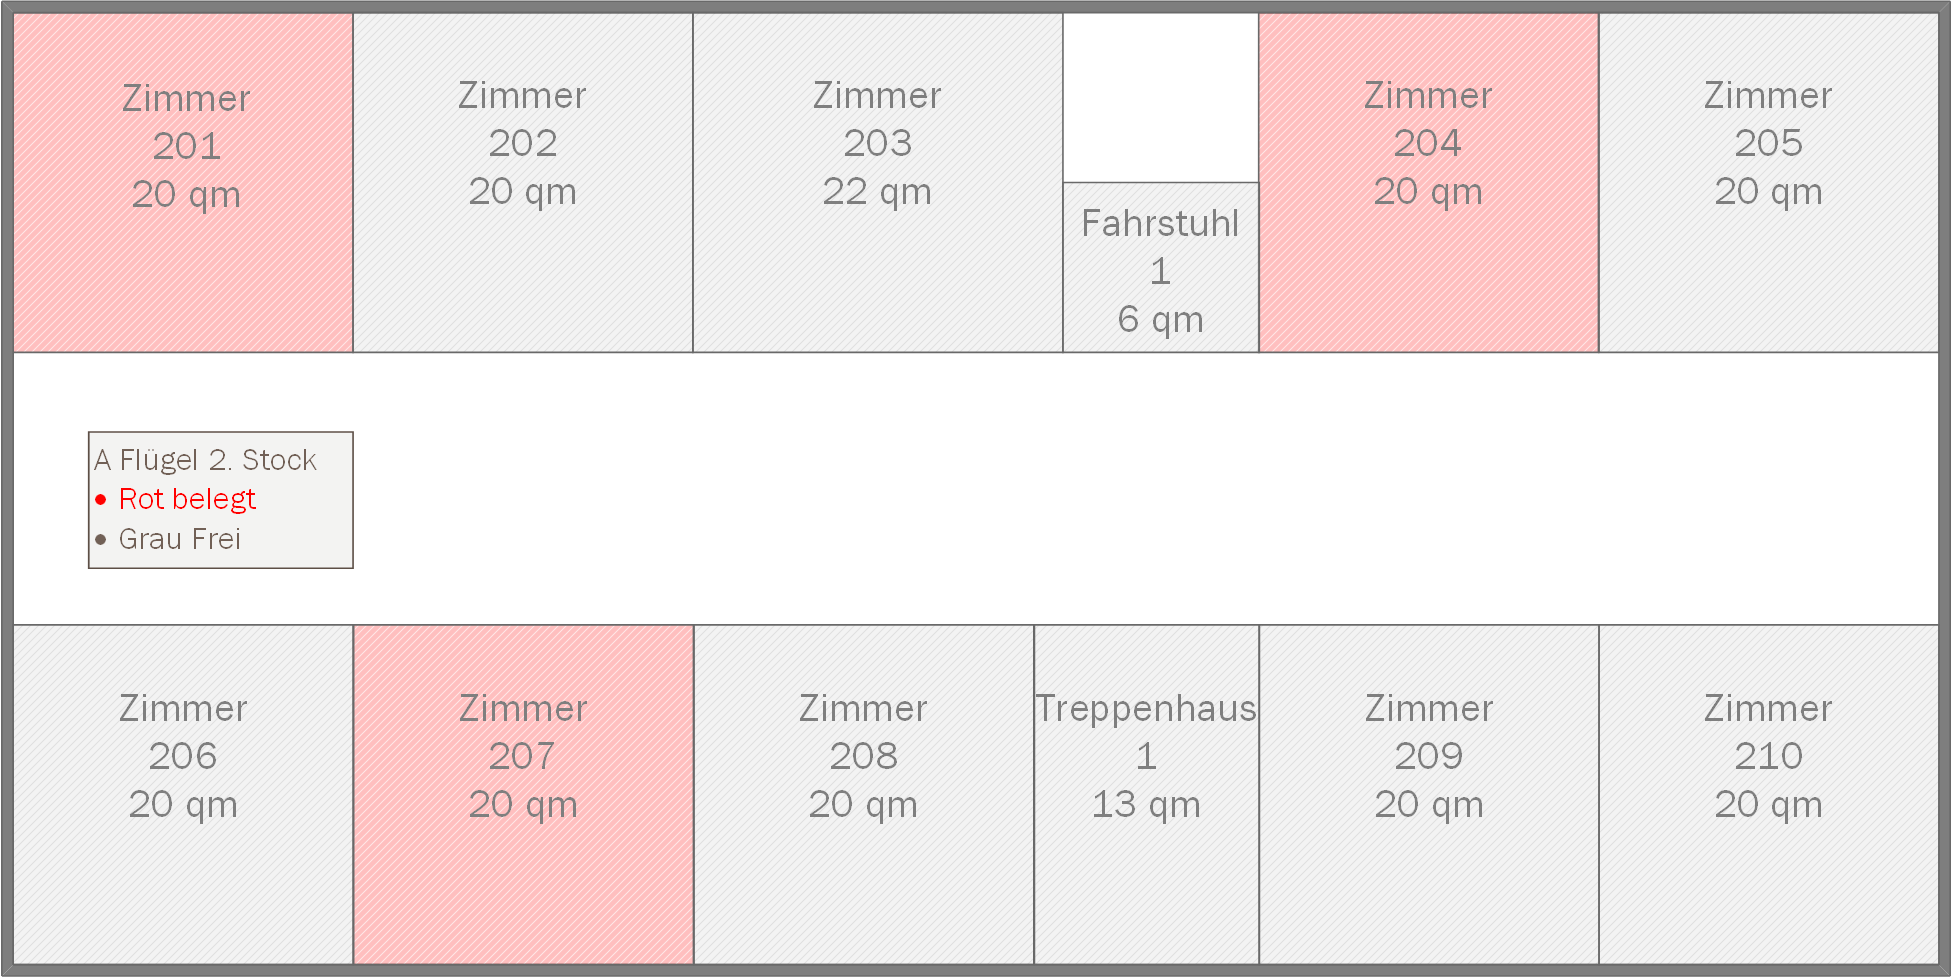 Zimmer
201
20 qm
Zimmer
202
20 qm
Zimmer
203
22 qm
Fahrstuhl
1
6 qm
Zimmer
204
20 qm
Zimmer
205
20 qm
A Flügel 2. Stock
• Rot belegt
• Grau Frei
Zimmer
206
20 qm
Zimmer
207
20 qm
Zimmer
208
20 qm
Treppenhaus
1
13 qm
Zimmer
209
20 qm
Zimmer
210
20 qm